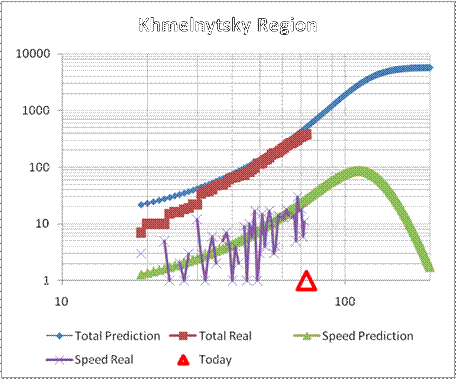 Khmelnytsky Region
10000
1000
100
10
1
10 100
Total Prediction Total Real Speed Prediction
Speed Real Today